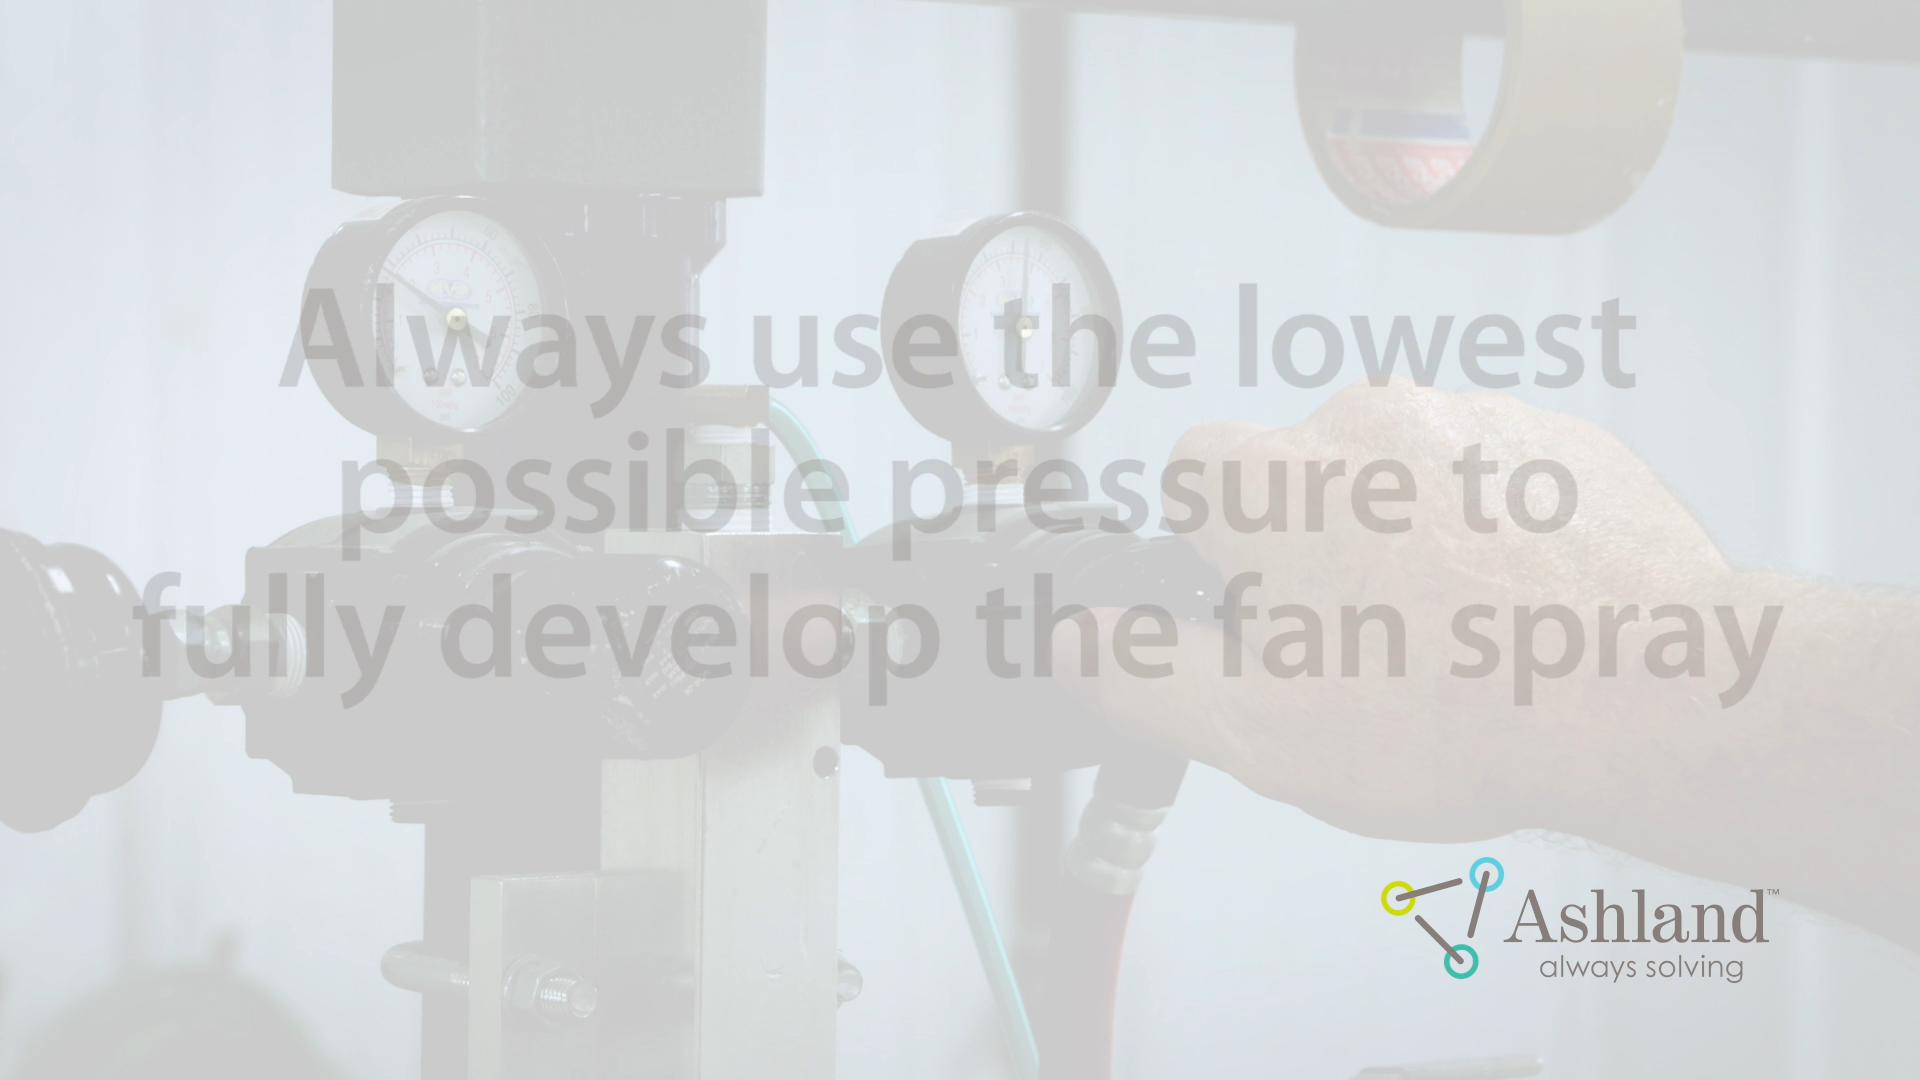 Always use the lowest
possible pressure to
fully develop the fan spray
Ashland™
always solving